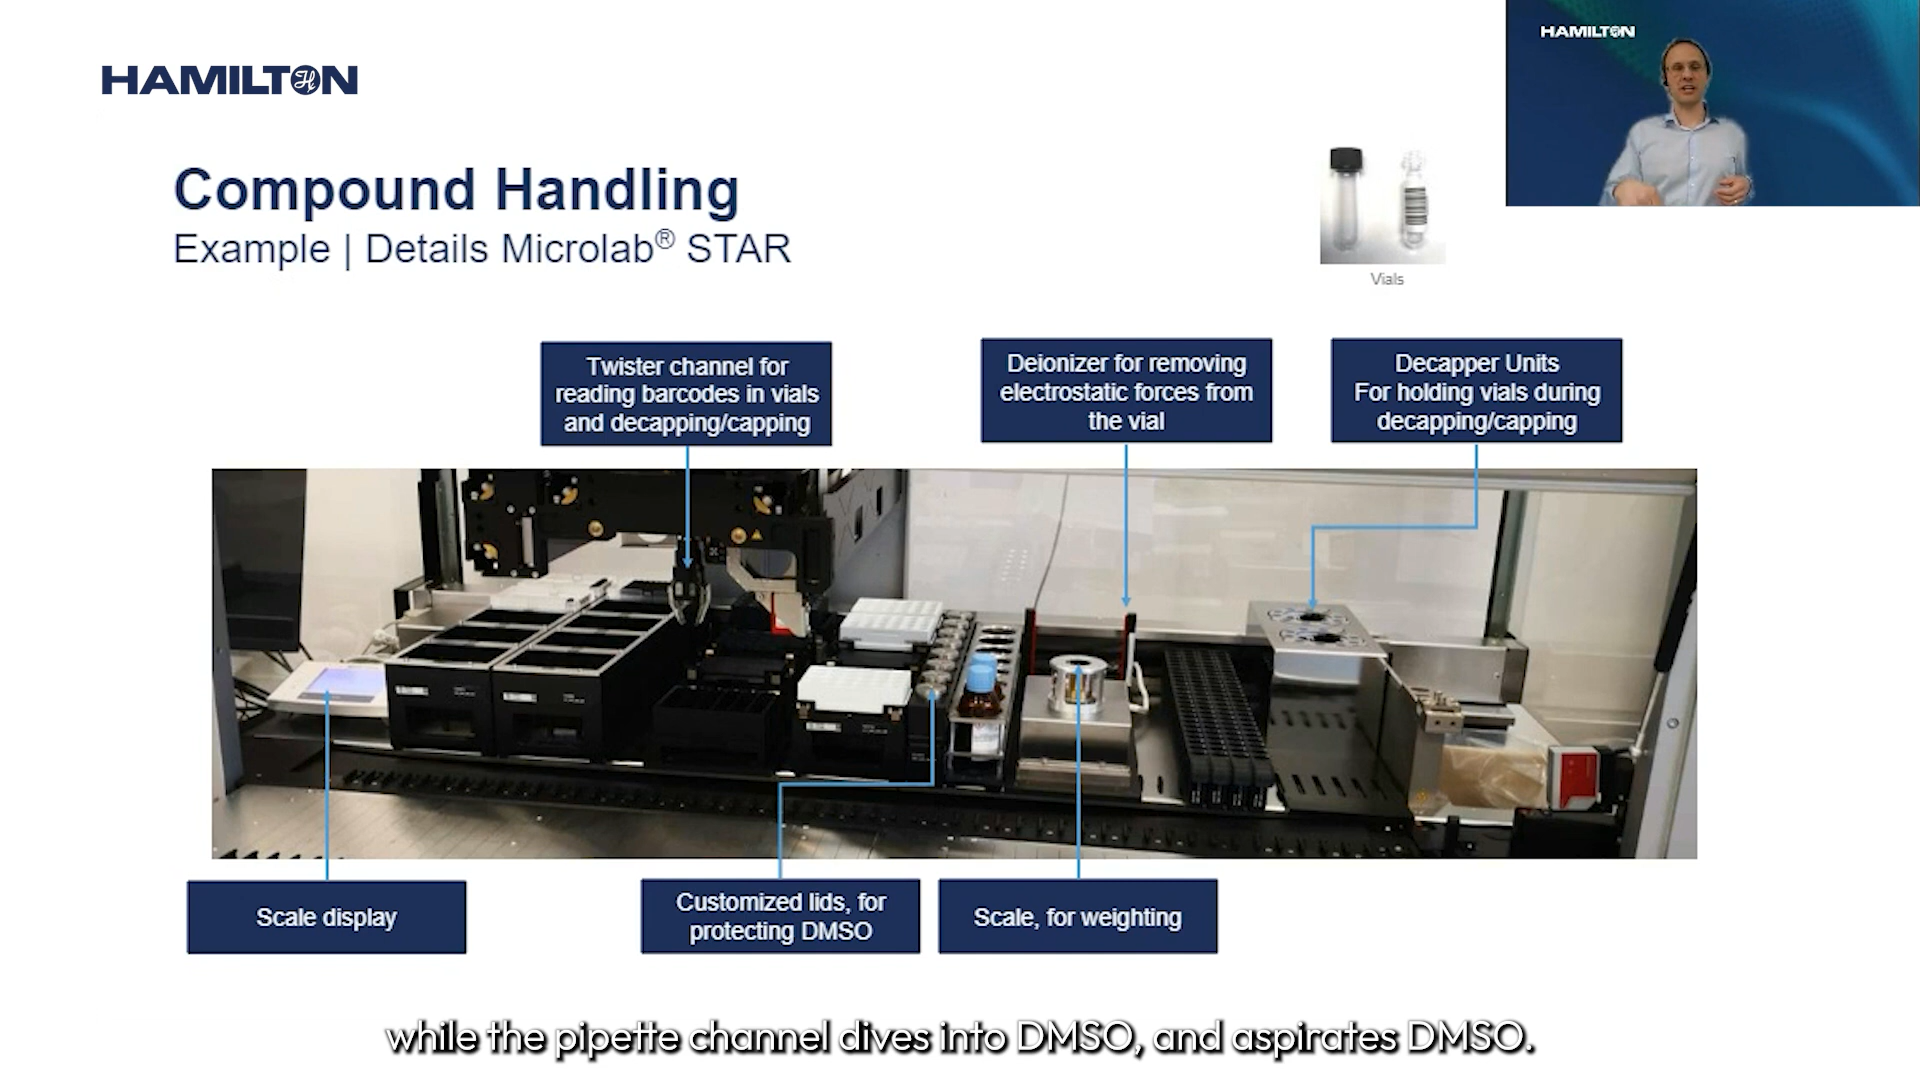 HAMILTON
HAMILTON
Compound Handling
Example | Details Microlab® STAR
Vials
Twister channel for
reading barcodes in vials
and decapping/capping
Deionizer for removing
electrostatic forces from
the vial
Decapper Units
For holding vials during
decapping/capping
Scale display
Customized lids, for
protecting DMSO
Scale, for weighting
while the pipette channel dives into DMSO, and aspirates DMSO.